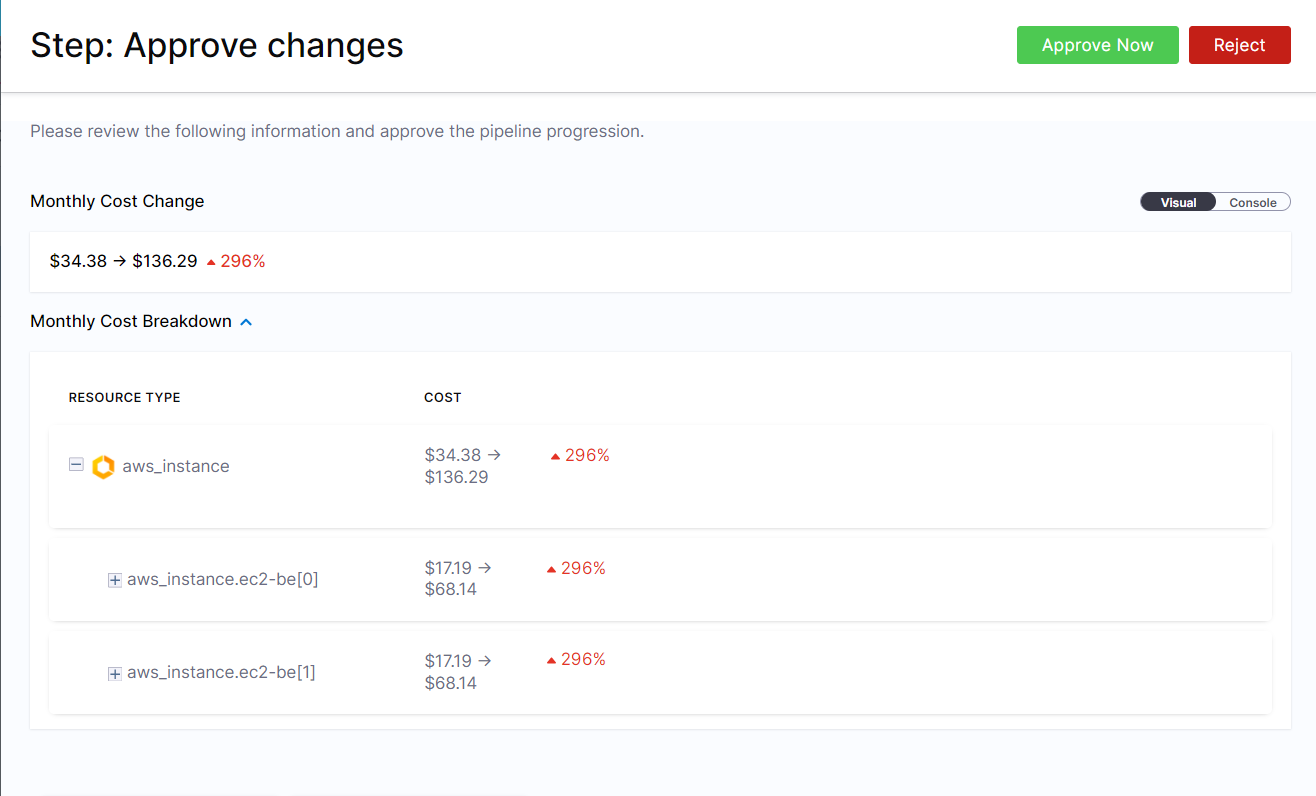 Step: Approve changes
Approve Now
Reject
Please review the following information and approve the pipeline progression.
Monthly Cost Change
Visual
Console
$34.38 → $136.29 ▲ 296%
Monthly Cost Breakdown
RESOURCE TYPE
COST
aws_instance
$34.38 →
$136.29
▲ 296%
aws_instance.ec2-be[0]
$17.19 →
$68.14
▲ 296%
aws_instance.ec2-be[1]
$17.19 →
$68.14
▲ 296%